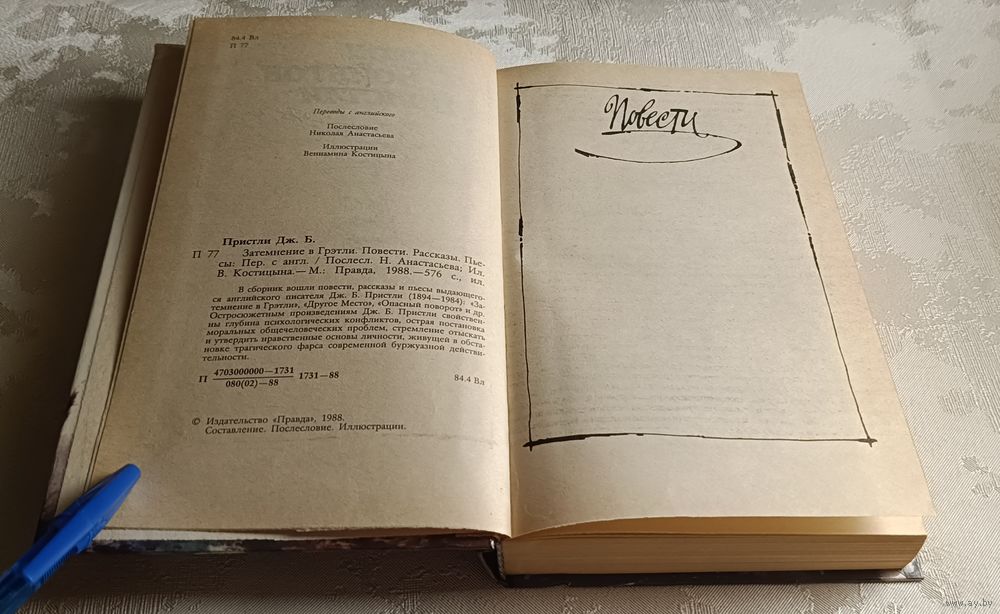 84.4 Вл
П 77
Переводы с английского
Послесловие
Николая Анастасьева
Иллюстрации
Вениамина Костицына
Пристли Дж. Б.
П 77 Затемнение в Грэтли. Повести. Рассказы. Пье-
сы: Пер. с англ. / Послесл. Н. Анастасьева; Ил.
В. Костицына.— М.: Правда, 1988.—576 с., ил.
В сборник вошли повести, рассказы и пьесы выдающего-
ся английского писателя Дж. Б. Пристли (1894—1984): «За-
темнение в Грэтли», «Другое Место», «Опасный поворот» и др.
Остросюжетным произведениям Дж. Б. Пристли свойствен-
ны глубина психологических конфликтов, острая постановка
моральных общечеловеческих проблем, стремление отыскать
и утвердить нравственные основы личности, живущей в обста-
новке трагического фарса современной буржуазной действи-
тельности.
П 4703000000—1731
080(02)—88 1731—88 84.4 Вл
© Издательство «Правда», 1988.
Составление. Послесловие. Иллюстрации.
Повести
www.ay.by